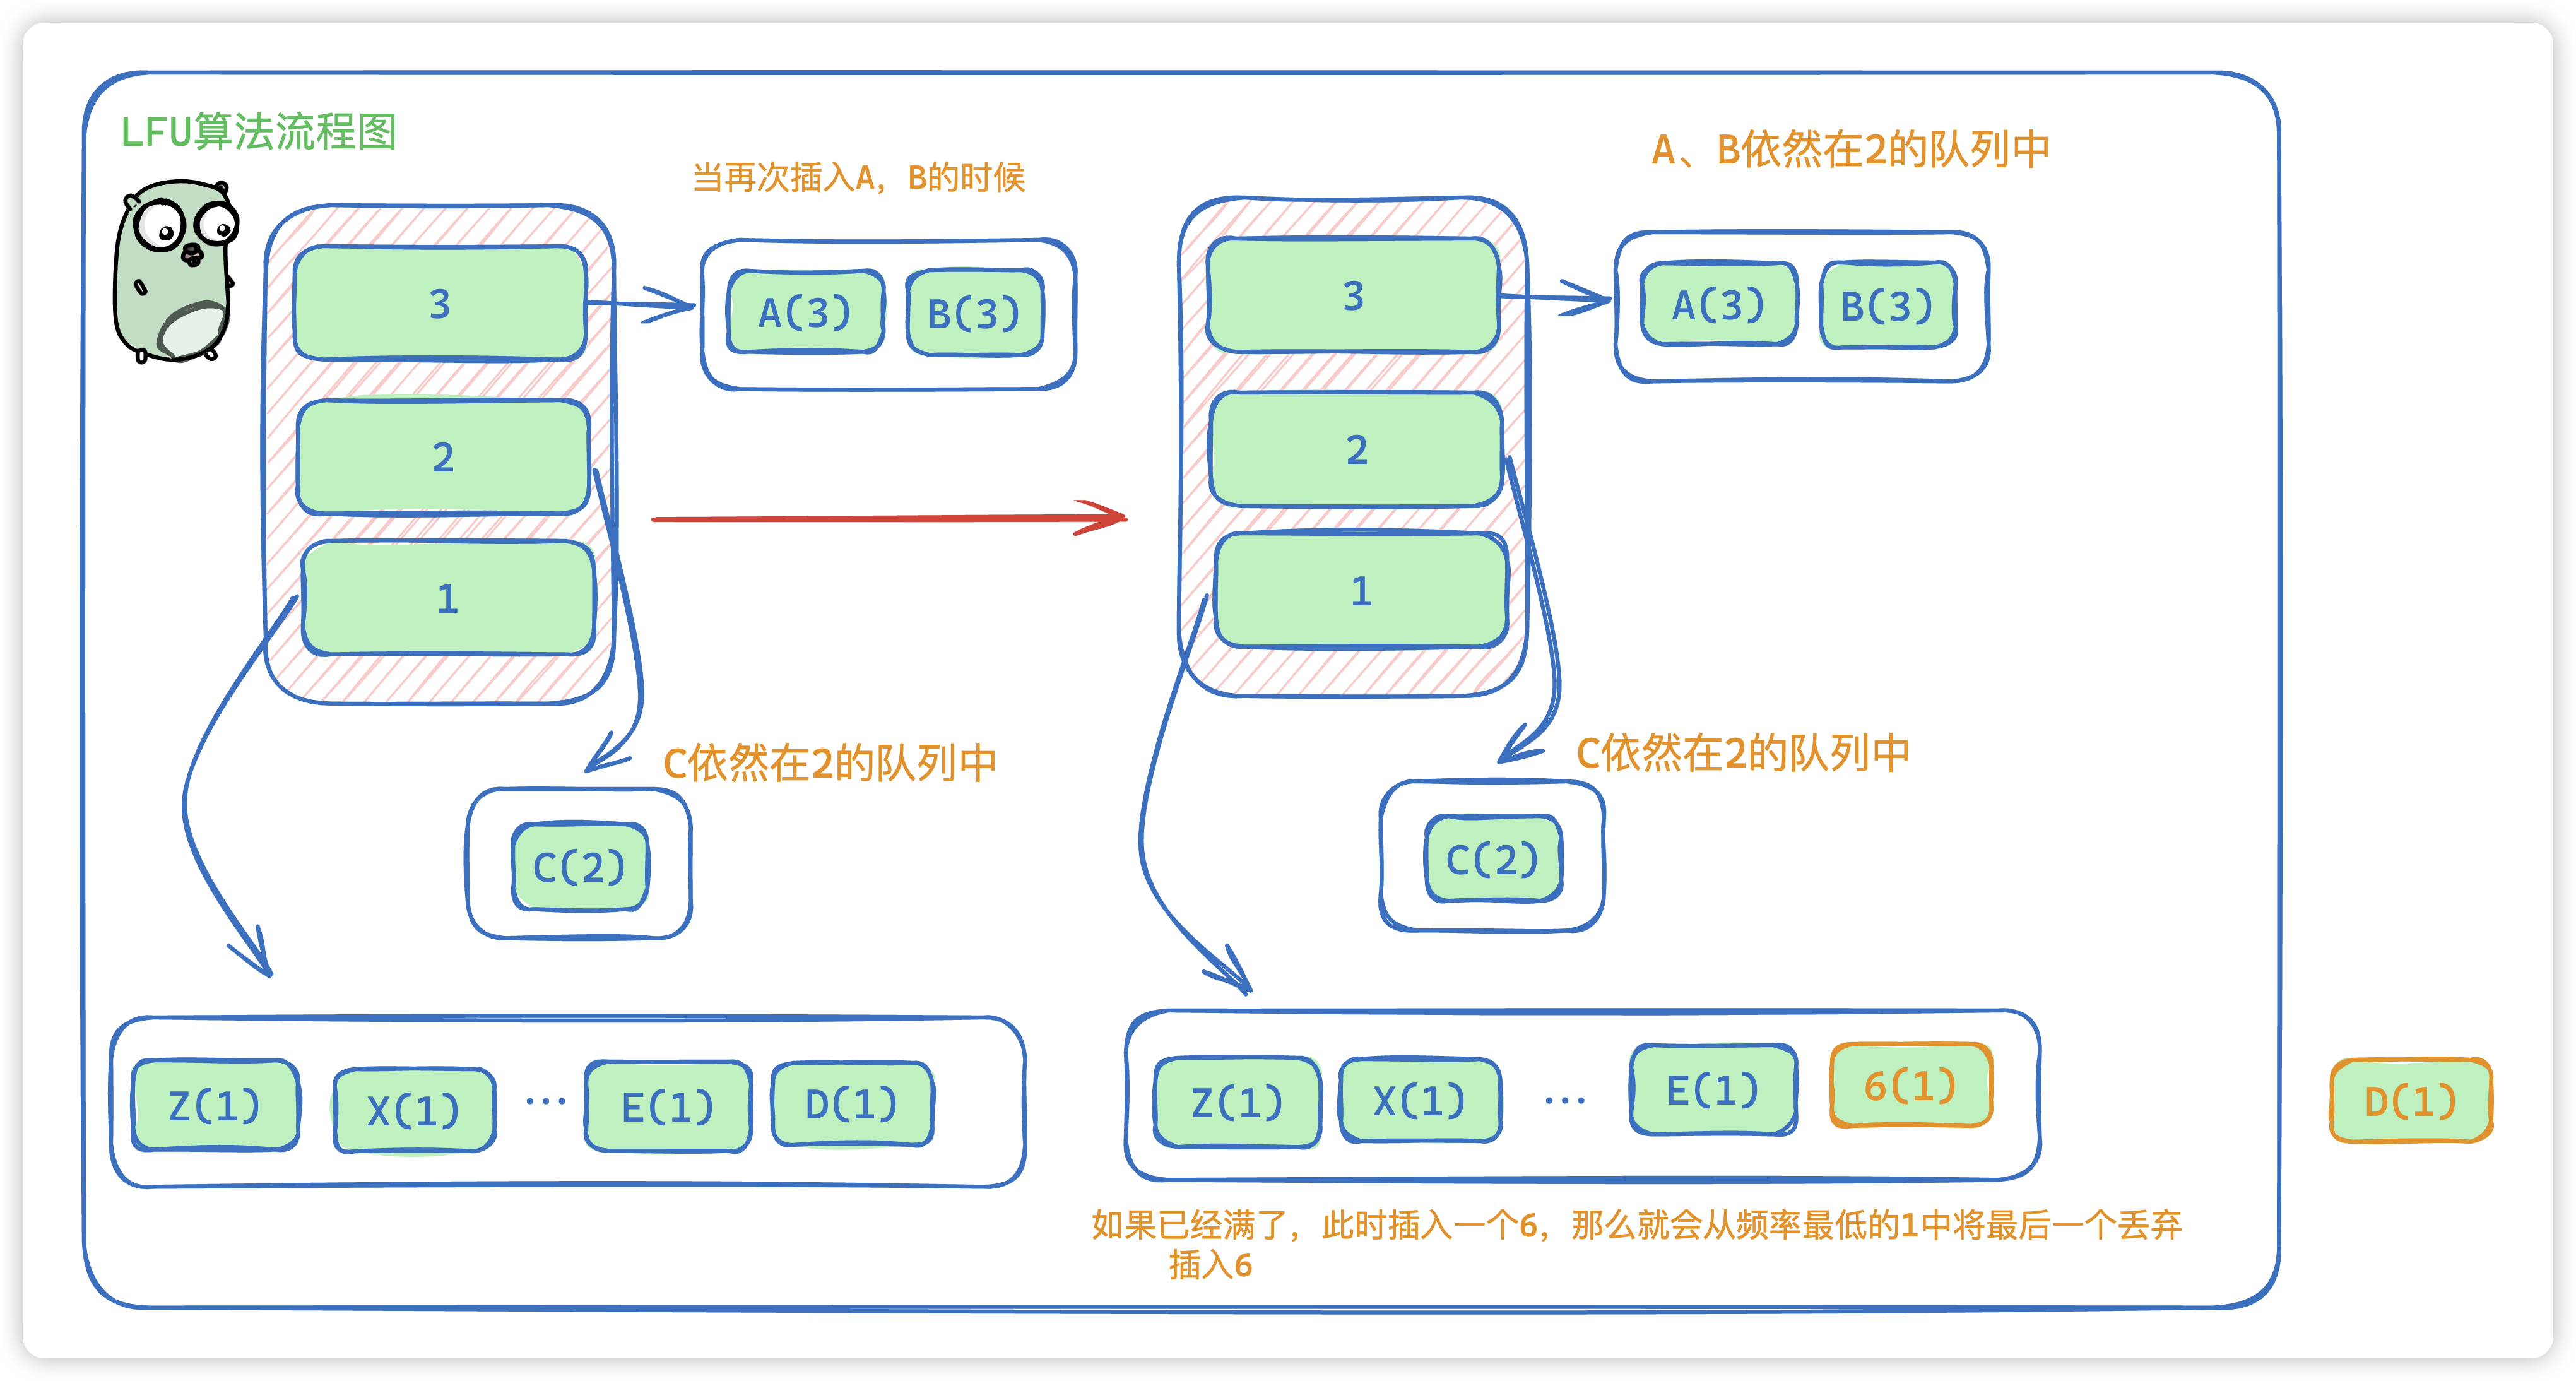 LFU算法流程图
当再次插入A，B的时候
3
A(3)
B(3)
2
1
C依然在2的队列中
C(2)
Z(1)
X(1)
...
E(1)
D(1)
A、B依然在2的队列中
3
A(3)
B(3)
2
1
C依然在2的队列中
C(2)
Z(1)
X(1)
...
E(1)
6(1)
D(1)
如果已经满了，此时插入一个6，那么就会从频率最低的1中将最后一个丢弃
插入6